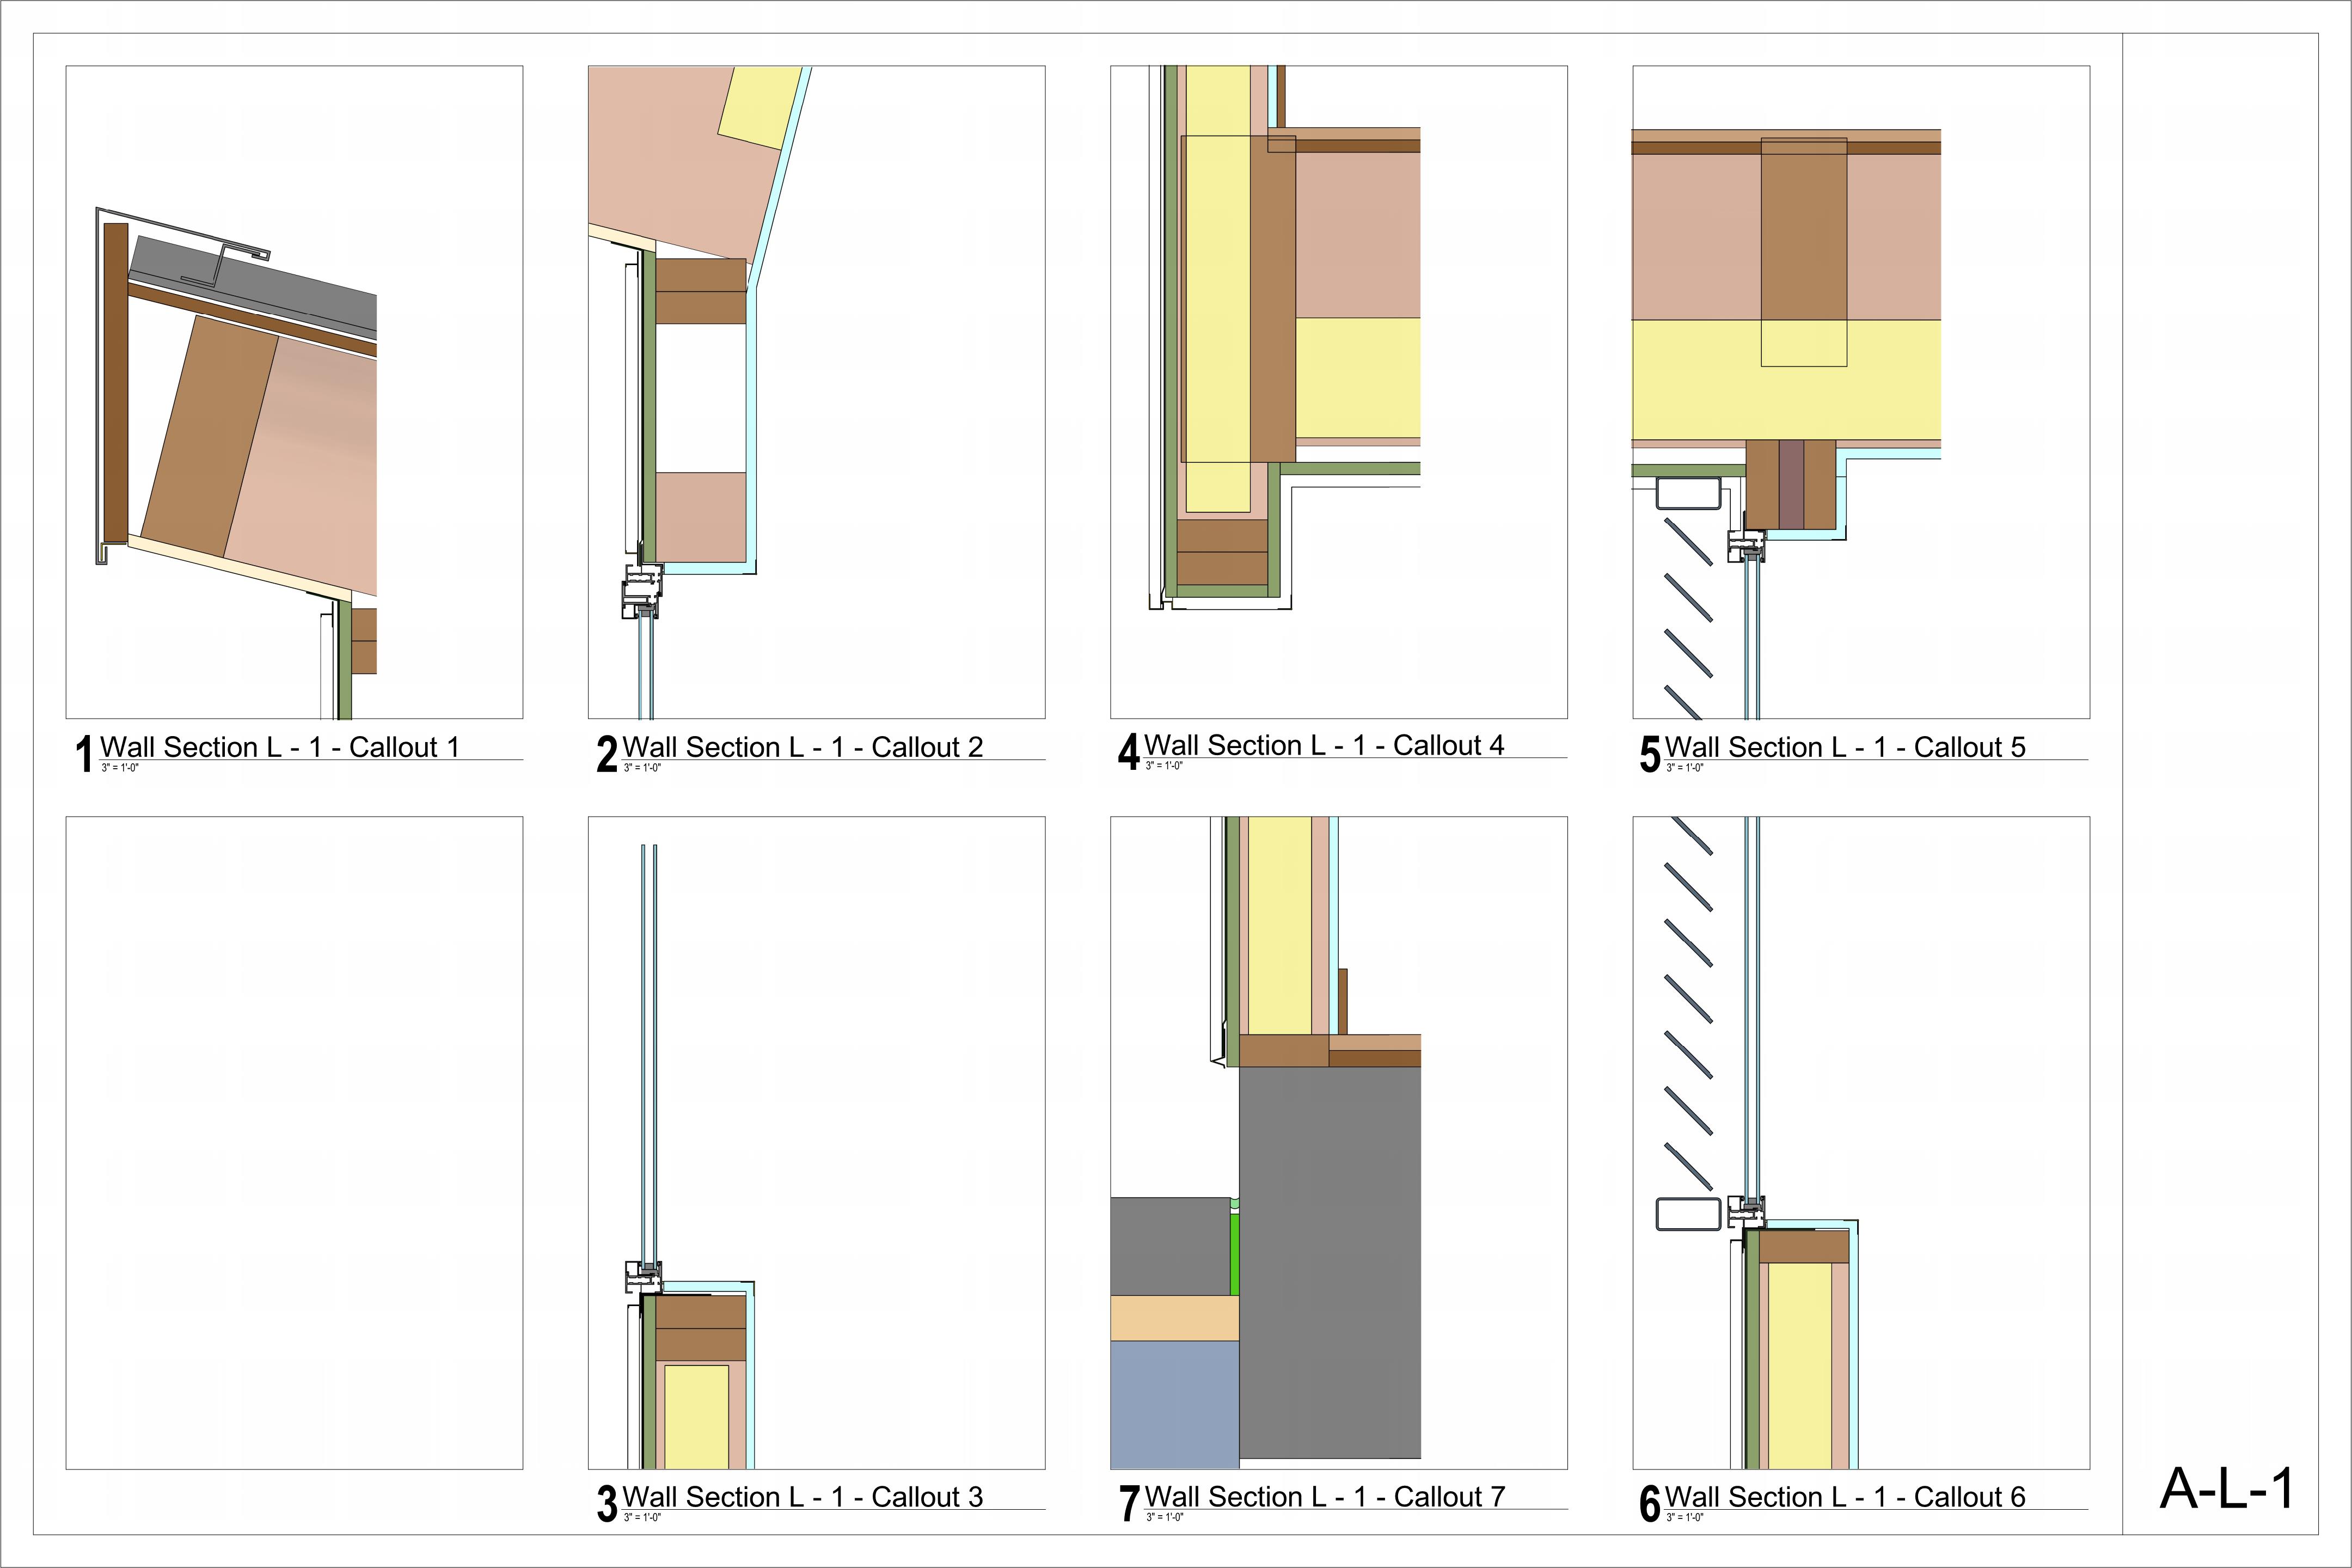 1 Wall Section L - 1 - Callout 1
3" = 1'-0"
2 Wall Section L - 1 - Callout 2
3" = 1'-0"
4 Wall Section L - 1 - Callout 4
3" = 1'-0"
5 Wall Section L - 1 - Callout 5
3" = 1'-0"
3 Wall Section L - 1 - Callout 3
3" = 1'-0"
7 Wall Section L - 1 - Callout 7
3" = 1'-0"
6 Wall Section L - 1 - Callout 6
3" = 1'-0"
A-L-1